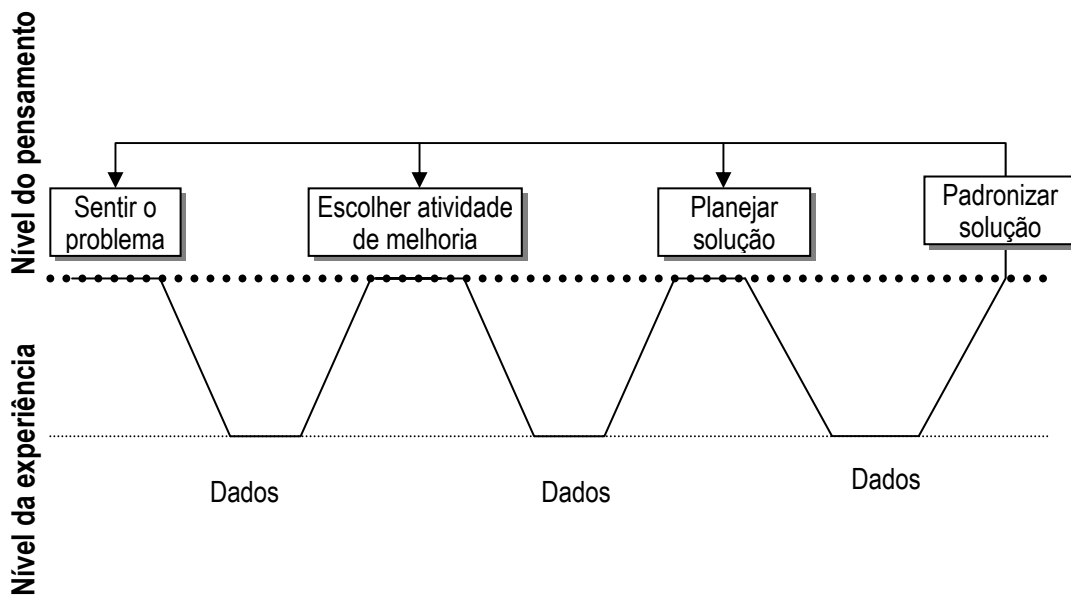 Nível do pensamento
Sentir o
problema
Escolher atividade
de melhoria
Planejar
solução
Padronizar
solução
Nível da experiência
Dados
Dados
Dados